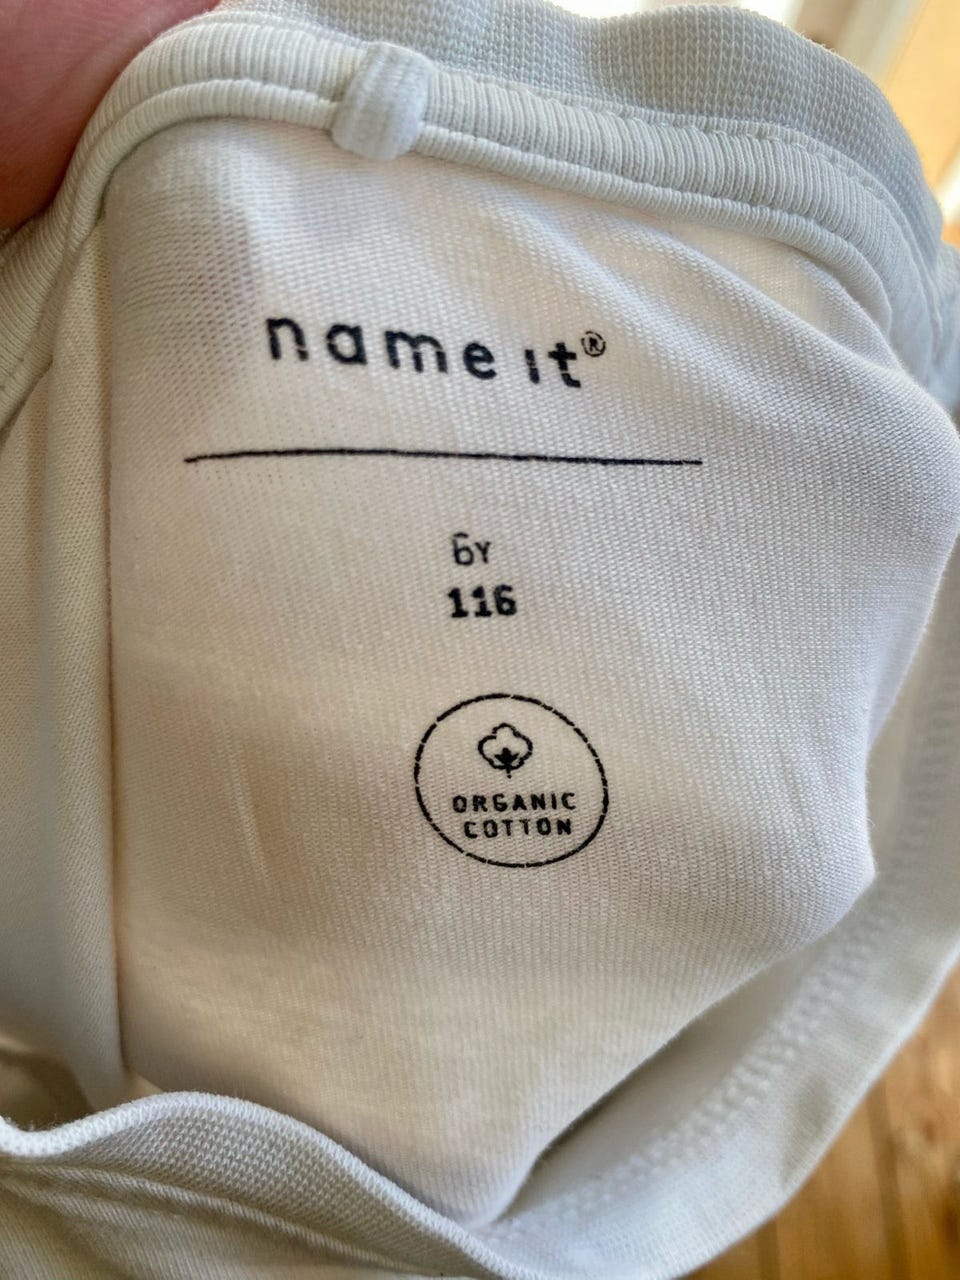 name it®
6Y
116
ORGANIC
COTTON